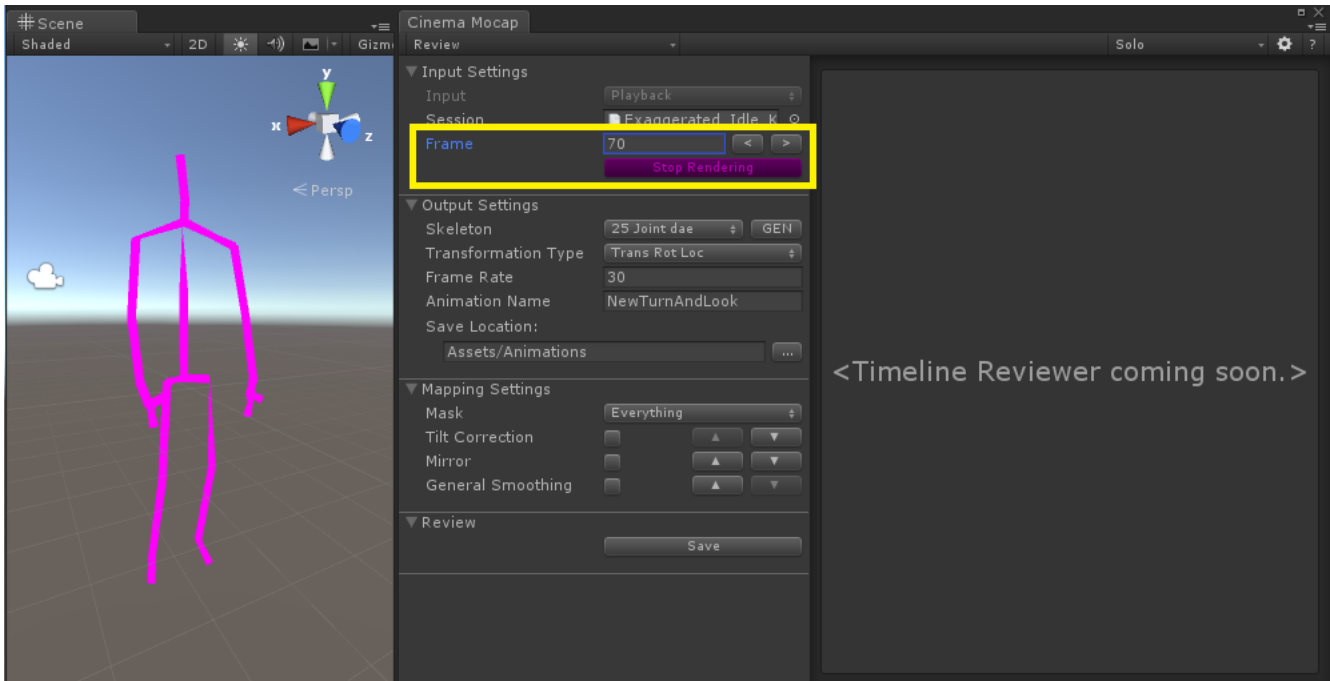 Scene
Shaded
2D
Gizm
y
x
z
Persp
Cinema Mocap
Review
Solo
?
Input Settings
Input Playback
Session Exaggerated_Idle_K
Frame 70 < >
Stop Rendering
Output Settings
Skeleton 25 Joint dae GEN
Transformation Type Trans Rot Loc
Frame Rate 30
Animation Name NewTurnAndLook
Save Location:
Assets/Animations ...
Mapping Settings
Mask Everything
Tilt Correction
Mirror
General Smoothing
Review
Save
<Timeline Reviewer coming soon.>